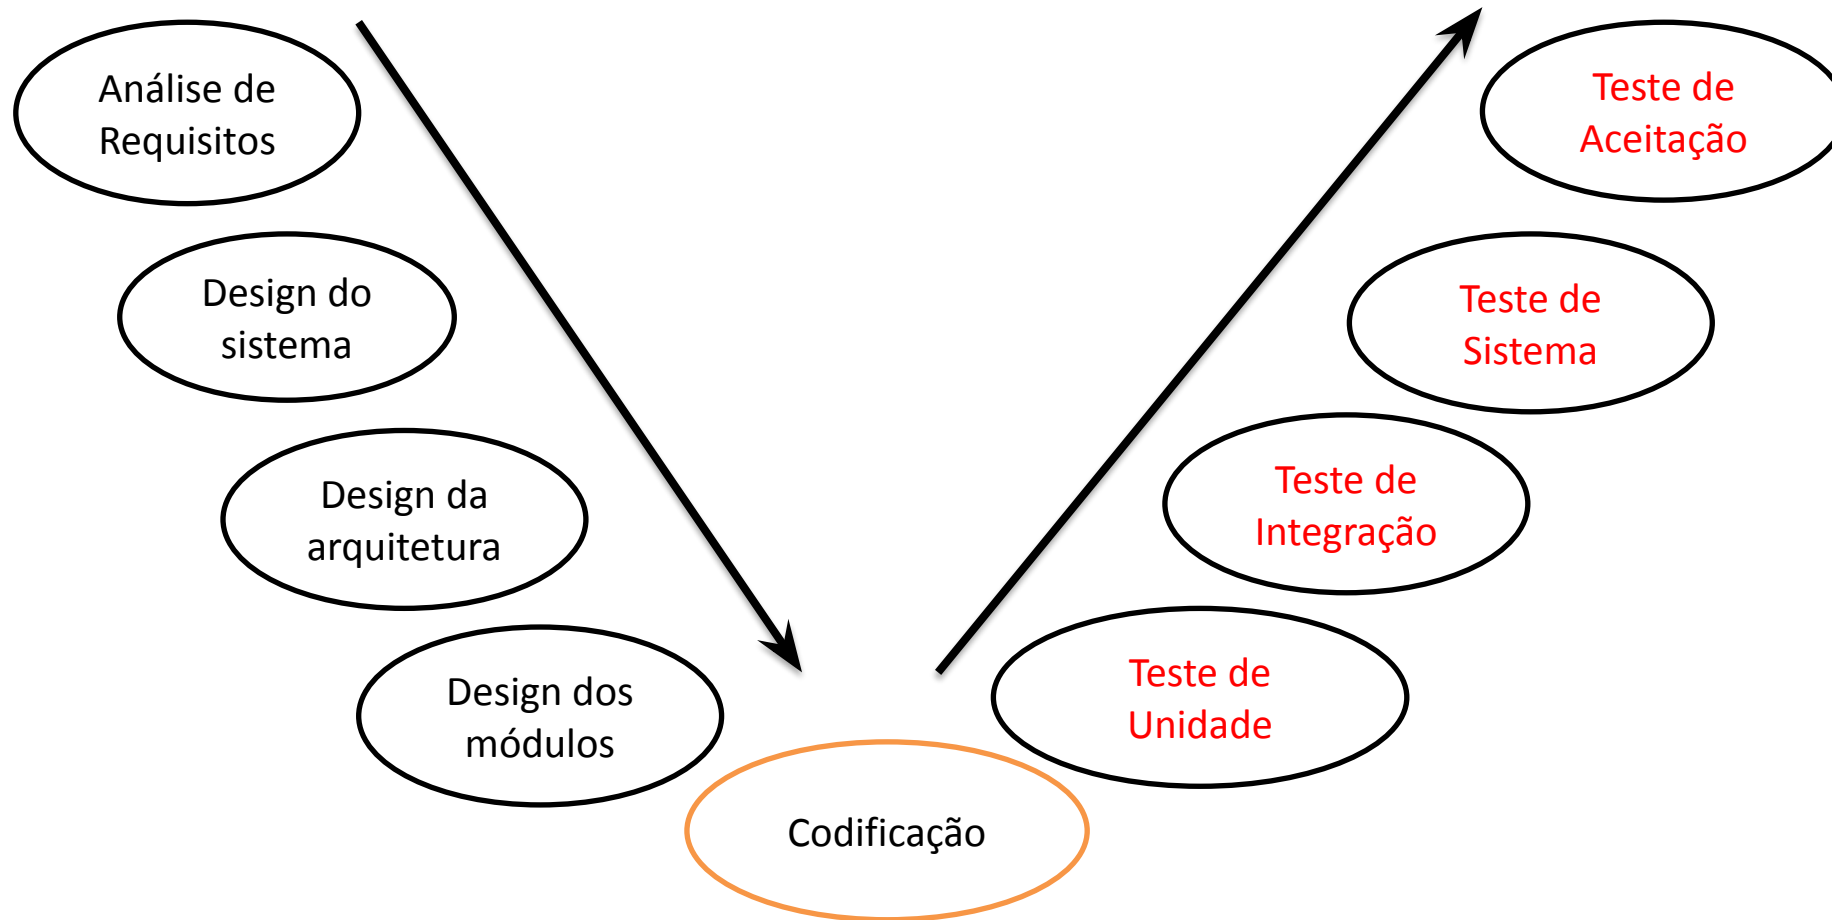 Análise de
Requisitos
Design do
sistema
Design da
arquitetura
Design dos
módulos
Codificação
Teste de
Unidade
Teste de
Integração
Teste de
Sistema
Teste de
Aceitação